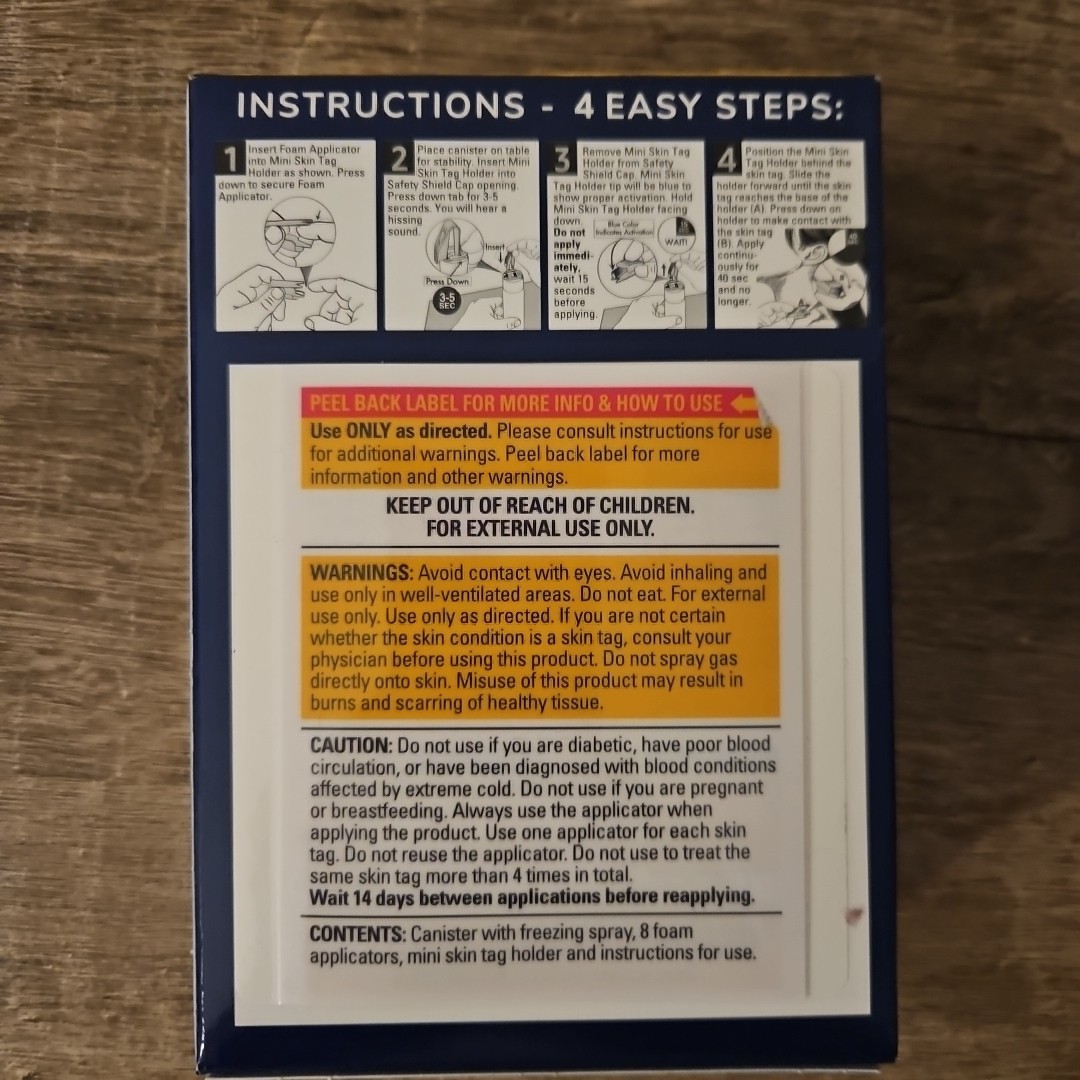 INSTRUCTIONS - 4 EASY STEPS:
1
Insert Foam Applicator
into Mini Skin Tag
Holder as shown. Press
down to secure Foam
Applicator.
2
Place canister on table
for stability. Insert Mini
Skin Tag Holder into
Safety Shield Cap opening.
Press down tab for 3-5
seconds. You will hear a
hissing
sound.
Insert
Press Down
3-5
SEC
3
Remove Mini Skin Tag
Holder from Safety
Shield Cap. Mini Skin
Tag Holder tip will be blue to
show proper activation. Hold
Mini Skin Tag Holder facing
down.
Do not
apply
immedi-
ately,
wait 15
seconds
before
applying.
Blue Color
Indicates Activation
15
WAIT
4
Position the Mini Skin
Tag Holder behind the
skin tag. Slide the
holder forward until the skin
tag reaches the base of the
holder (A). Press down on
holder to make contact with
the skin tag
(B). Apply
continu-
ously for
40 sec
and no
longer.
PEEL BACK LABEL FOR MORE INFO & HOW TO USE
Use ONLY as directed. Please consult instructions for use
for additional warnings. Peel back label for more
information and other warnings.
KEEP OUT OF REACH OF CHILDREN.
FOR EXTERNAL USE ONLY.
WARNINGS: Avoid contact with eyes. Avoid inhaling and
use only in well-ventilated areas. Do not eat. For external
use only. Use only as directed. If you are not certain
whether the skin condition is a skin tag, consult your
physician before using this product. Do not spray gas
directly onto skin. Misuse of this product may result in
burns and scarring of healthy tissue.
CAUTION: Do not use if you are diabetic, have poor blood
circulation, or have been diagnosed with blood conditions
affected by extreme cold. Do not use if you are pregnant
or breastfeeding. Always use the applicator when
applying the product. Use one applicator for each skin
tag. Do not reuse the applicator. Do not use to treat the
same skin tag more than 4 times in total.
Wait 14 days between applications before reapplying.
CONTENTS: Canister with freezing spray, 8 foam
applicators, mini skin tag holder and instructions for use.